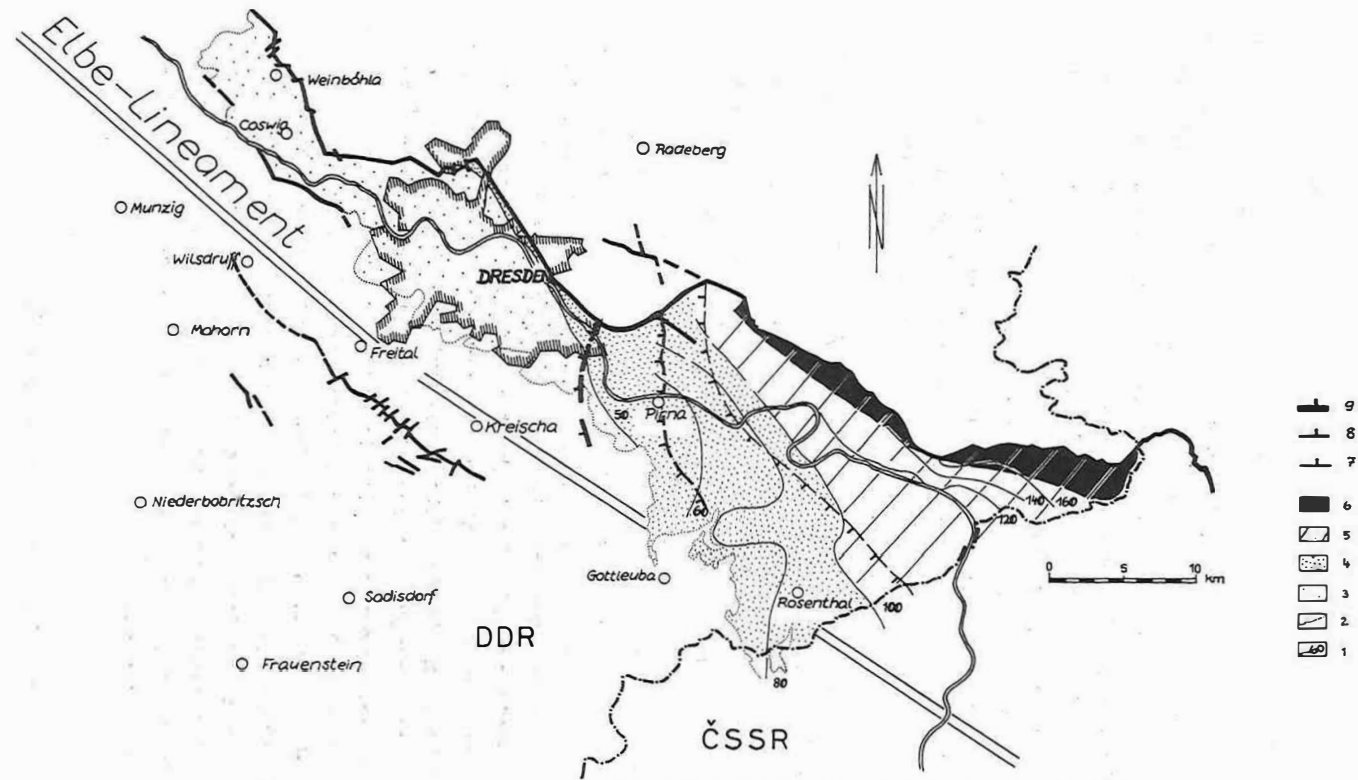 Elbe-Lineament
Weinböhla
Coswig
Radeberg
N
Munzig
Wilsdruff
DRESDEN
Mohorn
Freital
Pirna
50
Kreischa
Niederbobritzsch
60
140 160
120
Gottleuba
Sadisdorf
Rosenthal
100
DDR
Frauenstein
80
ČSSR
0 5 10
km
9
8
7
6
5
4
3
2
60 1